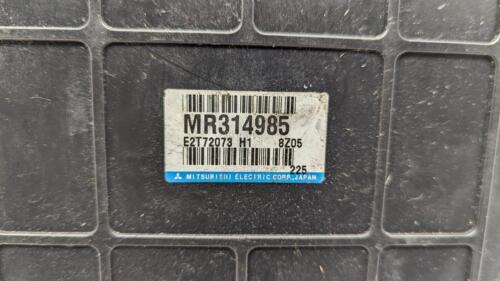 MR314985
E2T72073 H1 8Z05
225
MITSUBISHI ELECTRIC CORP.JAPAN